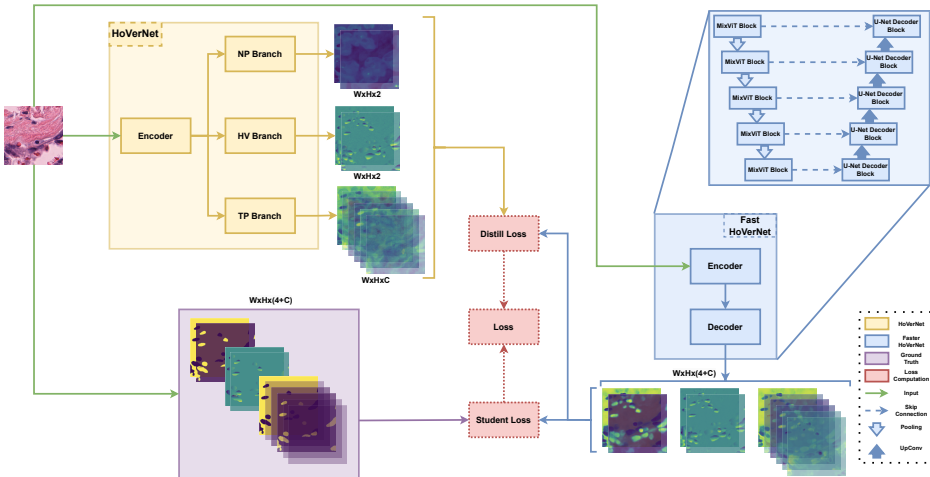 HoVerNet
Encoder
NP Branch
HV Branch
TP Branch
WxHx2
WxHx2
WxHxC
MixViT Block
MixViT Block
MixViT Block
MixViT Block
MixViT Block
U-Net Decoder
Block
U-Net Decoder
Block
U-Net Decoder
Block
U-Net Decoder
Block
U-Net Decoder
Block
Fast
HoVerNet
Encoder
Decoder
Distill Loss
Loss
Student Loss
WxHx(4+C)
WxHx(4+C)
HoVerNet
Faster
HoVerNet
Ground
Truth
Loss
Computation
Input
Skip
Connection
Pooling
UpConv